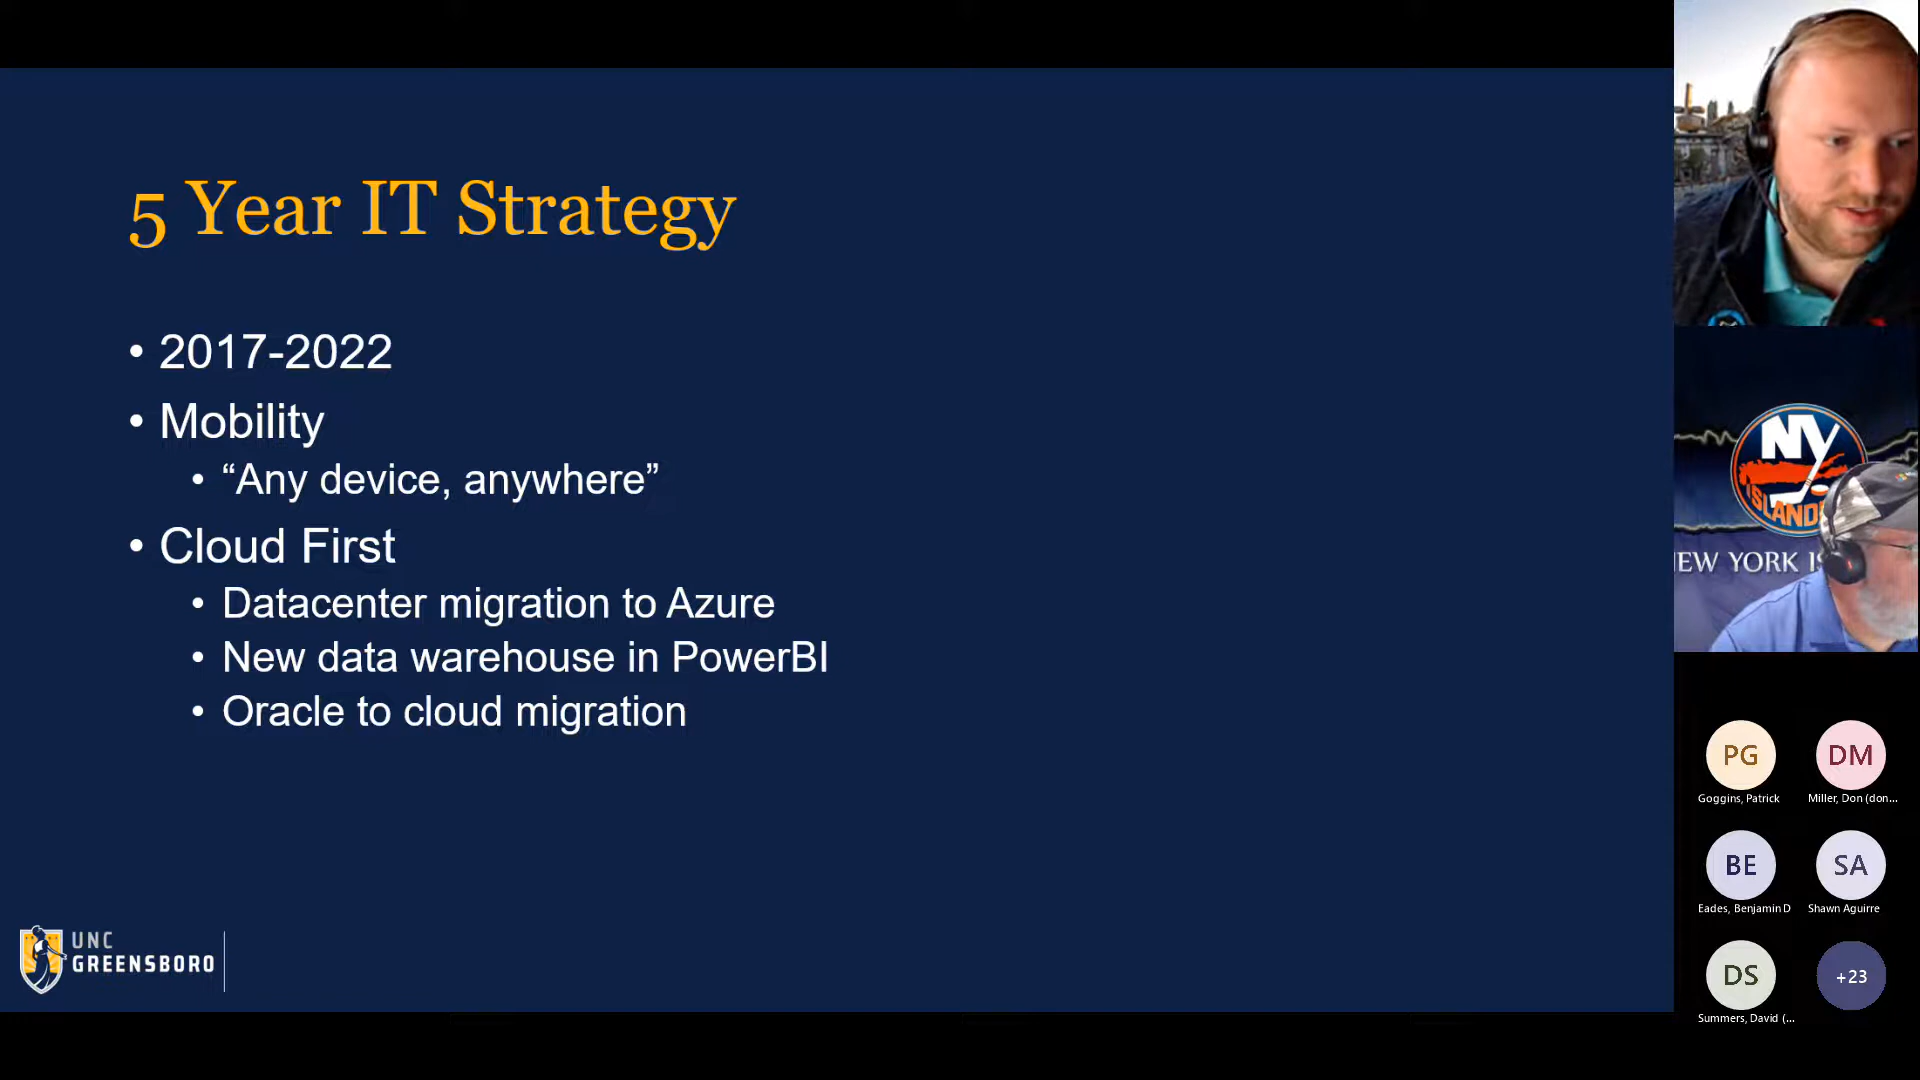 5 Year IT Strategy
• 2017-2022
• Mobility
• “Any device, anywhere”
• Cloud First
• Datacenter migration to Azure
• New data warehouse in PowerBI
• Oracle to cloud migration
UNC
GREENSBORO
NY
ISLAND
EW YORK IS
PG
DM
Goggins, Patrick
Miller, Don (don...
BE
SA
Eades, Benjamin D
Shawn Aguirre
DS
+23
Summers, David (...